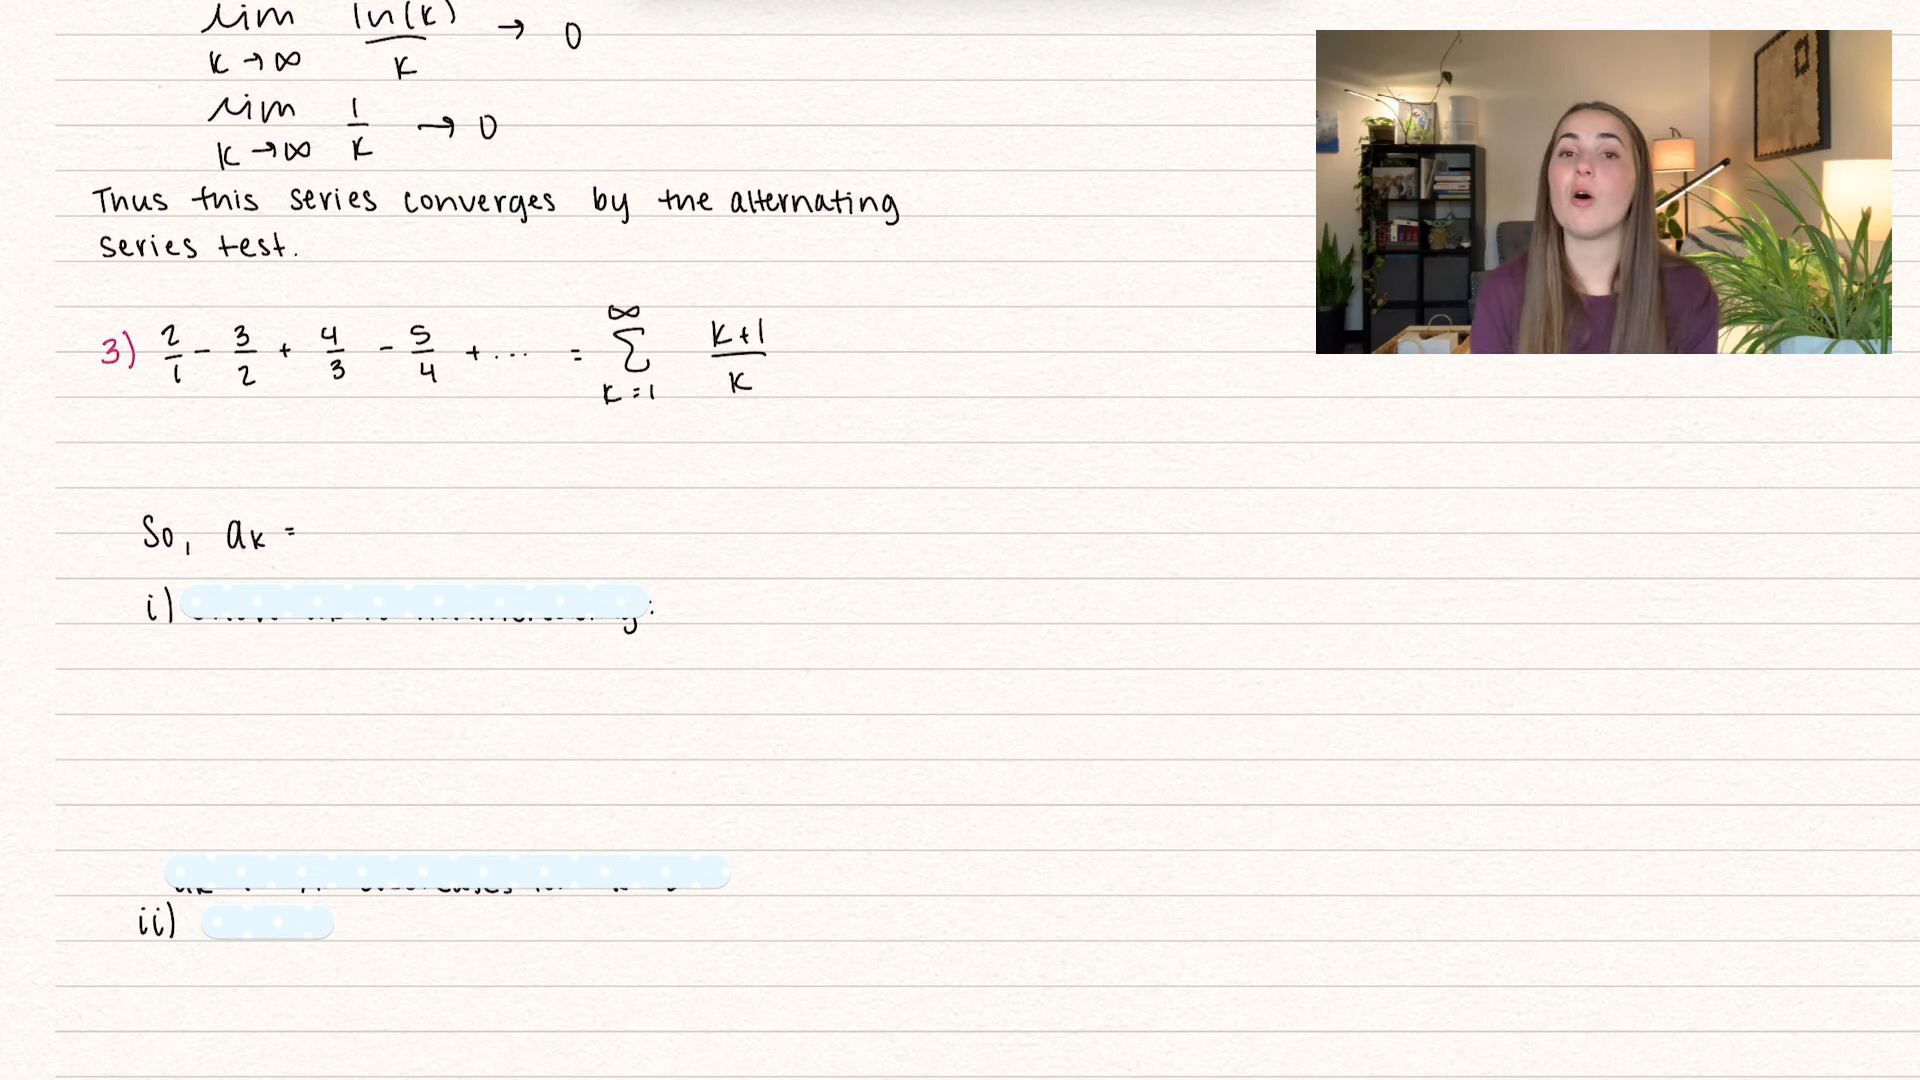 lim ln(k)/k → 0
k→∞
lim 1/k → 0
k→∞
Thus this series converges by the alternating
series test.
3) 2/1 - 3/2 + 4/3 - 5/4 + ... = ∞∑k=1 k+1/k
So, ak =
i) :
ii)